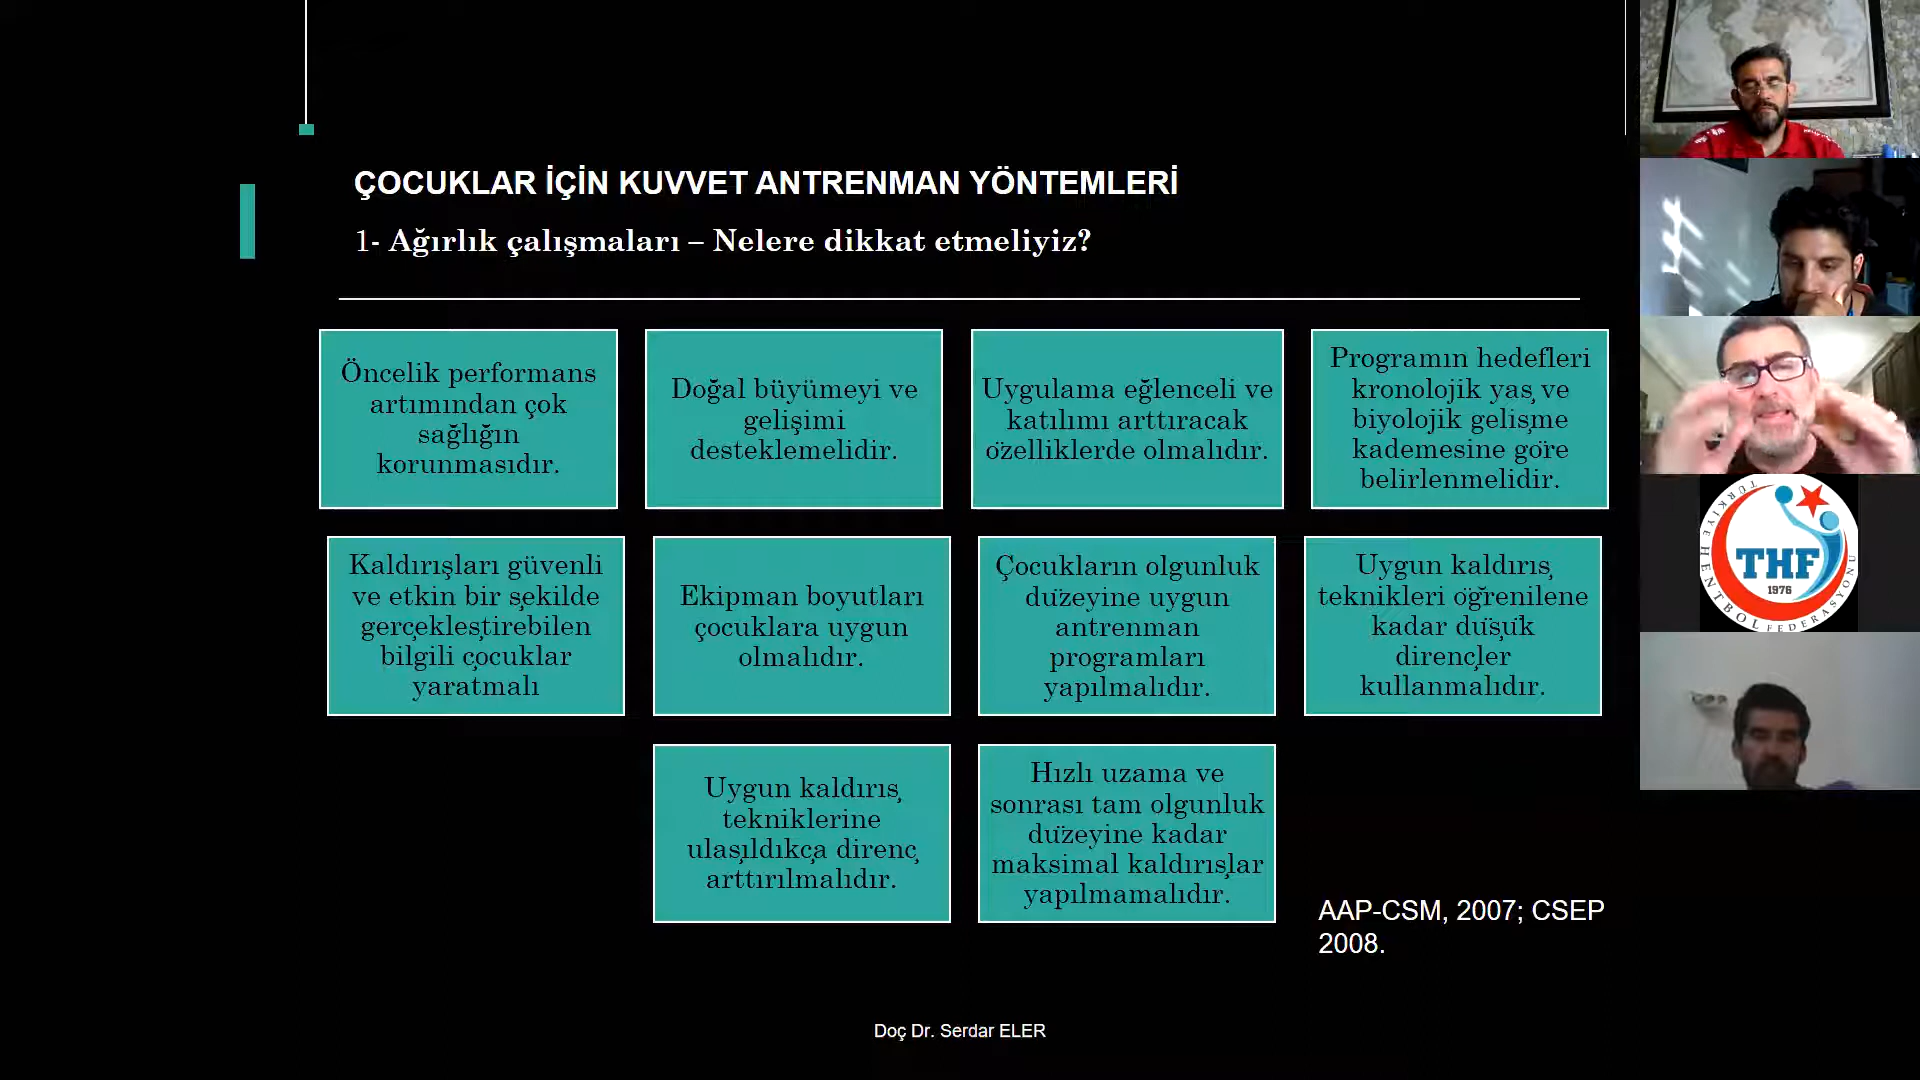 ÇOCUKLAR İÇİN KUVVET ANTRENMAN YÖNTEMLERİ
1- Ağırlık çalışmaları – Nelere dikkat etmeliyiz?
Öncelik performans
artımından çok
sağlığın
korunmasıdır.
Doğal büyümeyi ve
gelişimi
desteklemelidir.
Uygulama eğlenceli ve
katılımı arttıracak
özelliklerde olmalıdır.
Programın hedefleri
kronolojik yaş ve
biyolojik gelişme
kademesine göre
belirlenmelidir.
Kaldırışları güvenli
ve etkin bir şekilde
gerçekleştirebilen
bilgili çocuklar
yaratmalı
Ekipman boyutları
çocuklara uygun
olmalıdır.
Çocukların olgunluk
düzeyine uygun
antrenman
programları
yapılmalıdır.
Uygun kaldırış
teknikleri öğrenilene
kadar düşük
dirençler
kullanmalıdır.
Uygun kaldırış
tekniklerine
ulaşıldıkça direnç
arttırılmalıdır.
Hızlı uzama ve
sonrası tam olgunluk
düzeyine kadar
maksimal kaldırışlar
yapılmamalıdır.
AAP-CSM, 2007; CSEP
2008.
Doç Dr. Serdar ELER
TÜRKİYE HENTBOL FEDERASYONU
THF
1976